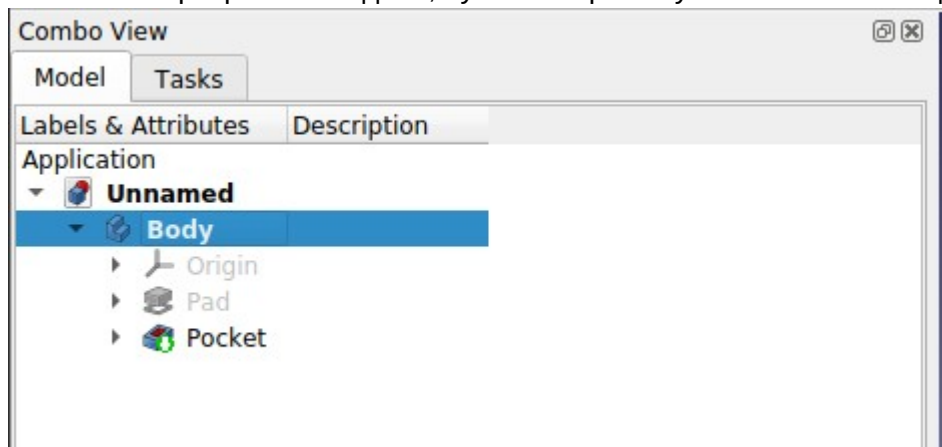 Combo View
Model Tasks
Labels & Attributes Description
Application
Unnamed
Body
Origin
Pad
Pocket